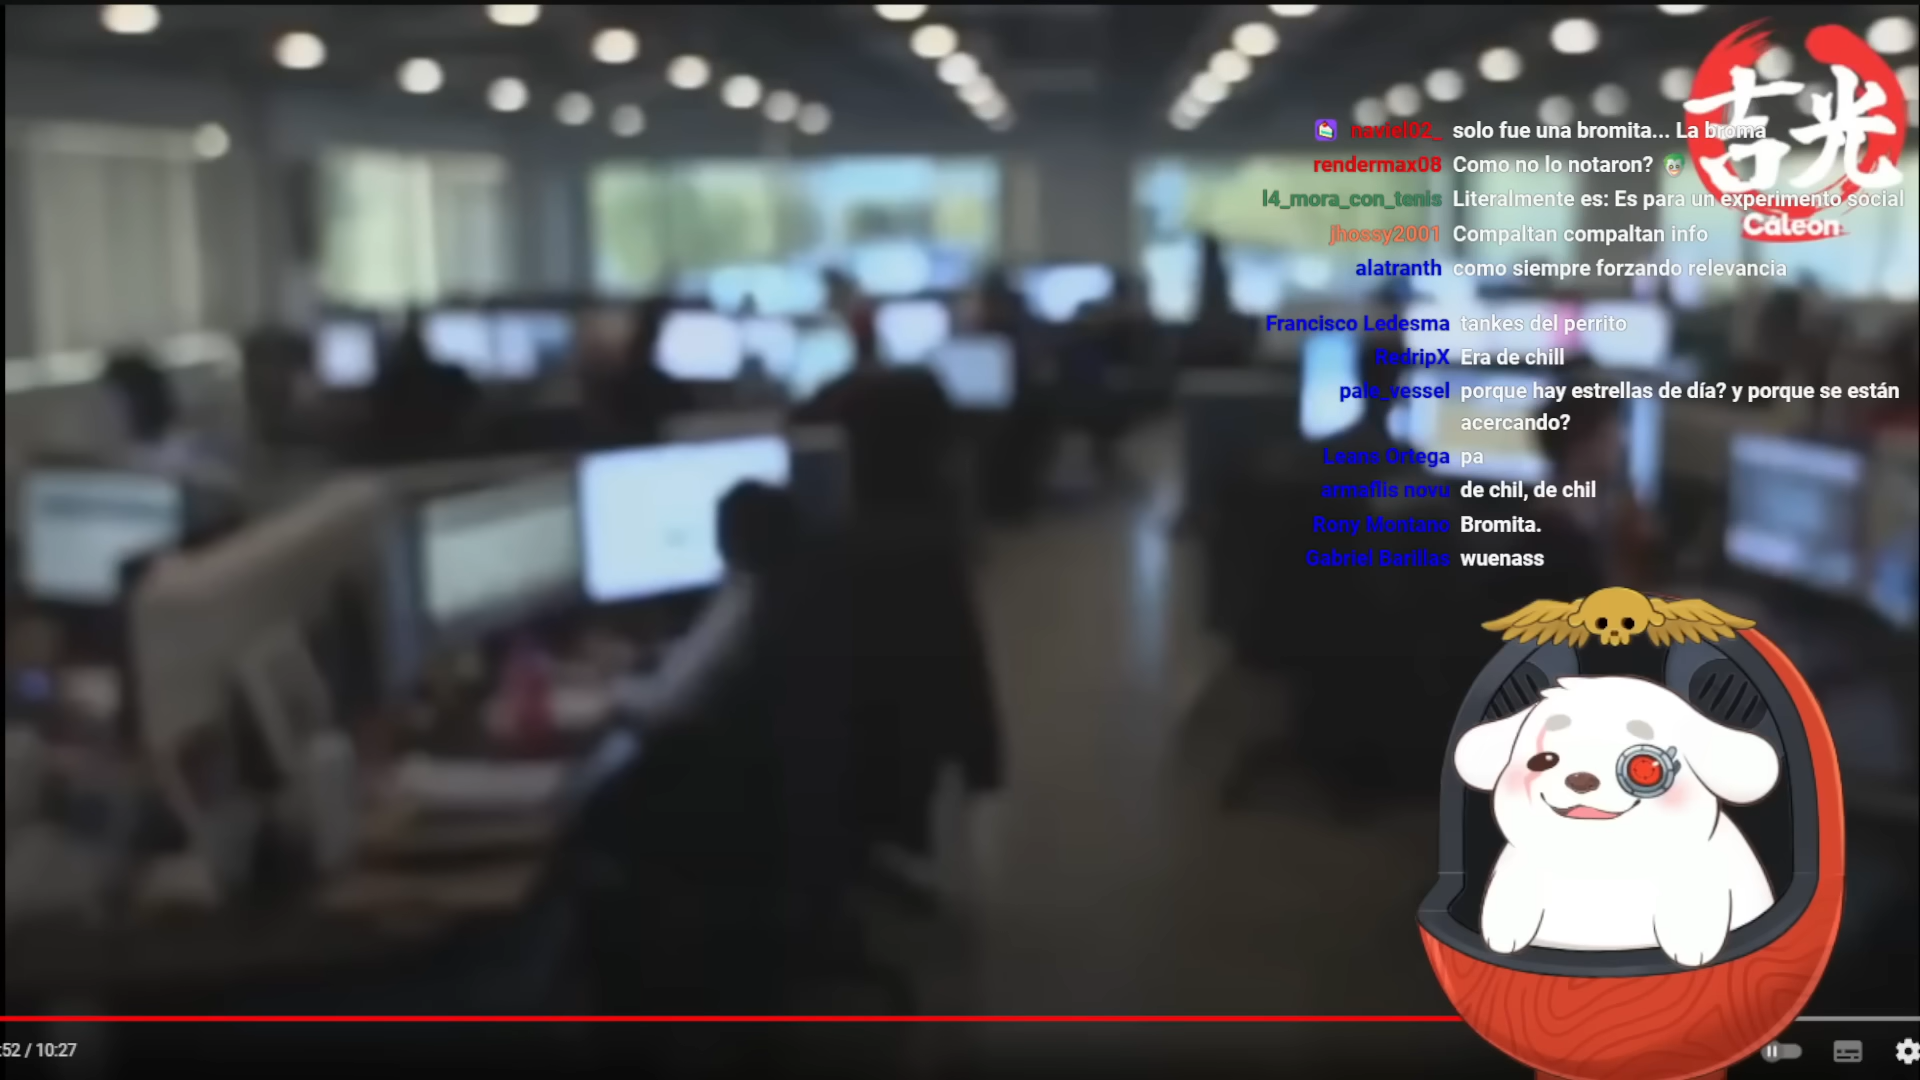 吉光
Caleon
naviel02_ solo fue una bromita... La broma
rendermax08 Como no lo notaron?
l4_mora_con_tenis Literalmente es: Es para un experimento social
jhossy2001 Compaltan compaltan info
alatranth como siempre forzando relevancia
Francisco Ledesma tankes del perrito
RedripX Era de chill
pale_vessel porque hay estrellas de día? y porque se están
acercando?
Leans Ortega pa
armaflis novu de chil, de chil
Rony Montano Bromita.
Gabriel Barillas wuenass
:52 / 10:27